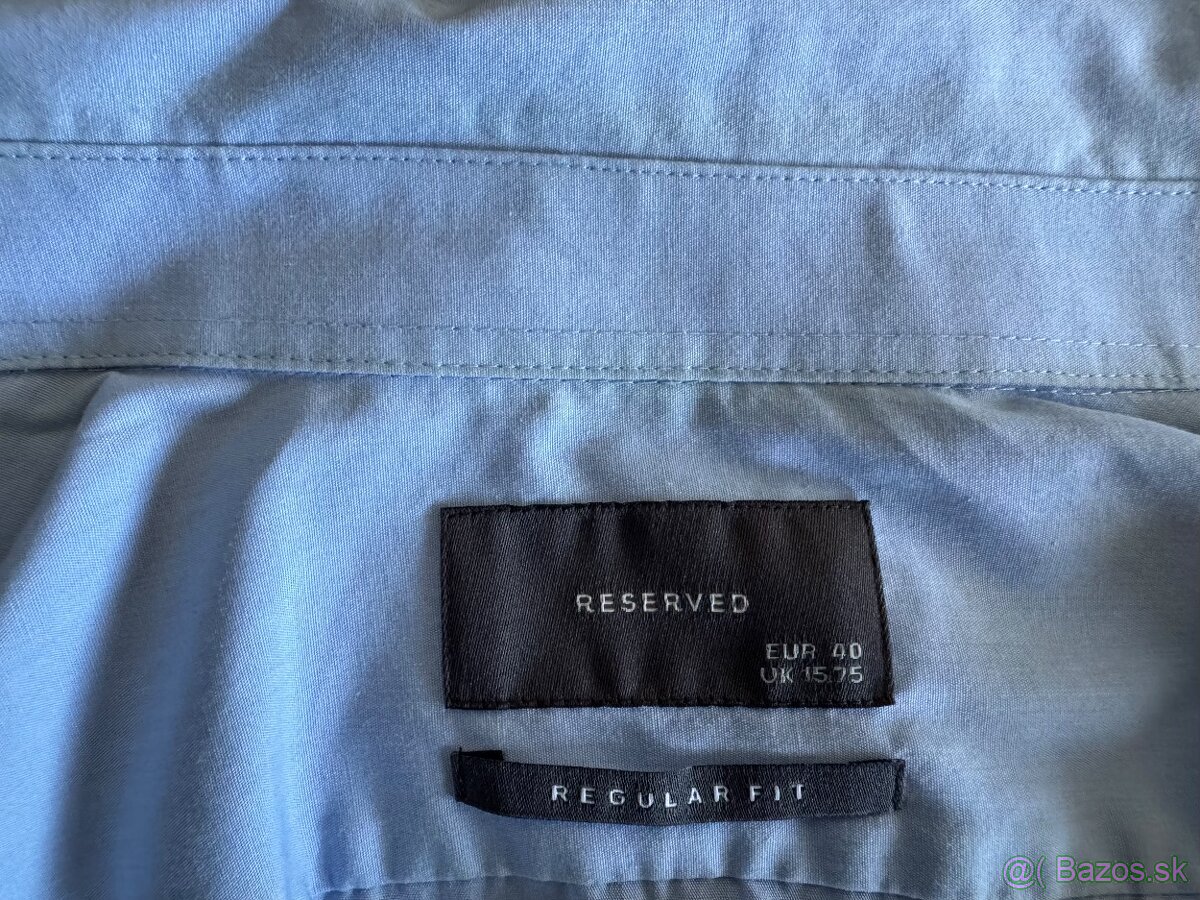 RESERVED
EUR 40
UK 15.75
REGULAR FIT
@( Bazos.sk